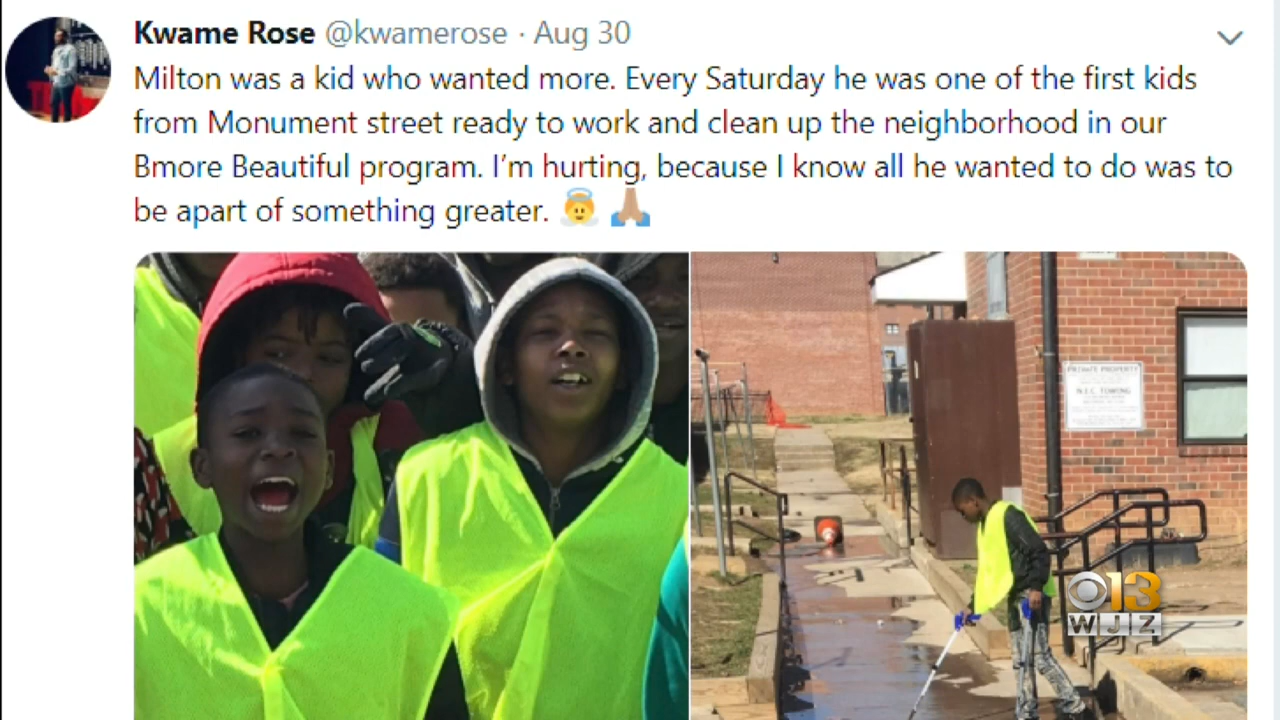 Kwame Rose @kwamerose · Aug 30
Milton was a kid who wanted more. Every Saturday he was one of the first kids
from Monument street ready to work and clean up the neighborhood in our
Bmore Beautiful program. I'm hurting, because I know all he wanted to do was to
be apart of something greater.
PRIVATE PROPERTY
TOWING
13
WJZ